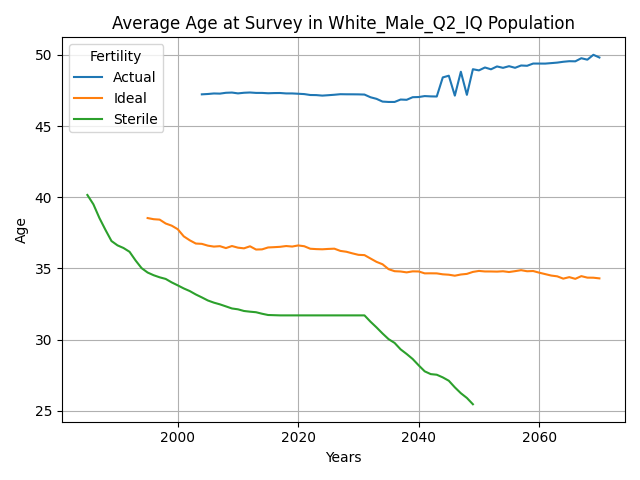 Average Age at Survey in White_Male_Q2_IQ Population
Fertility
Actual
Ideal
Sterile
Age
50
45
40
35
30
25
2000
2020
2040
2060
Years